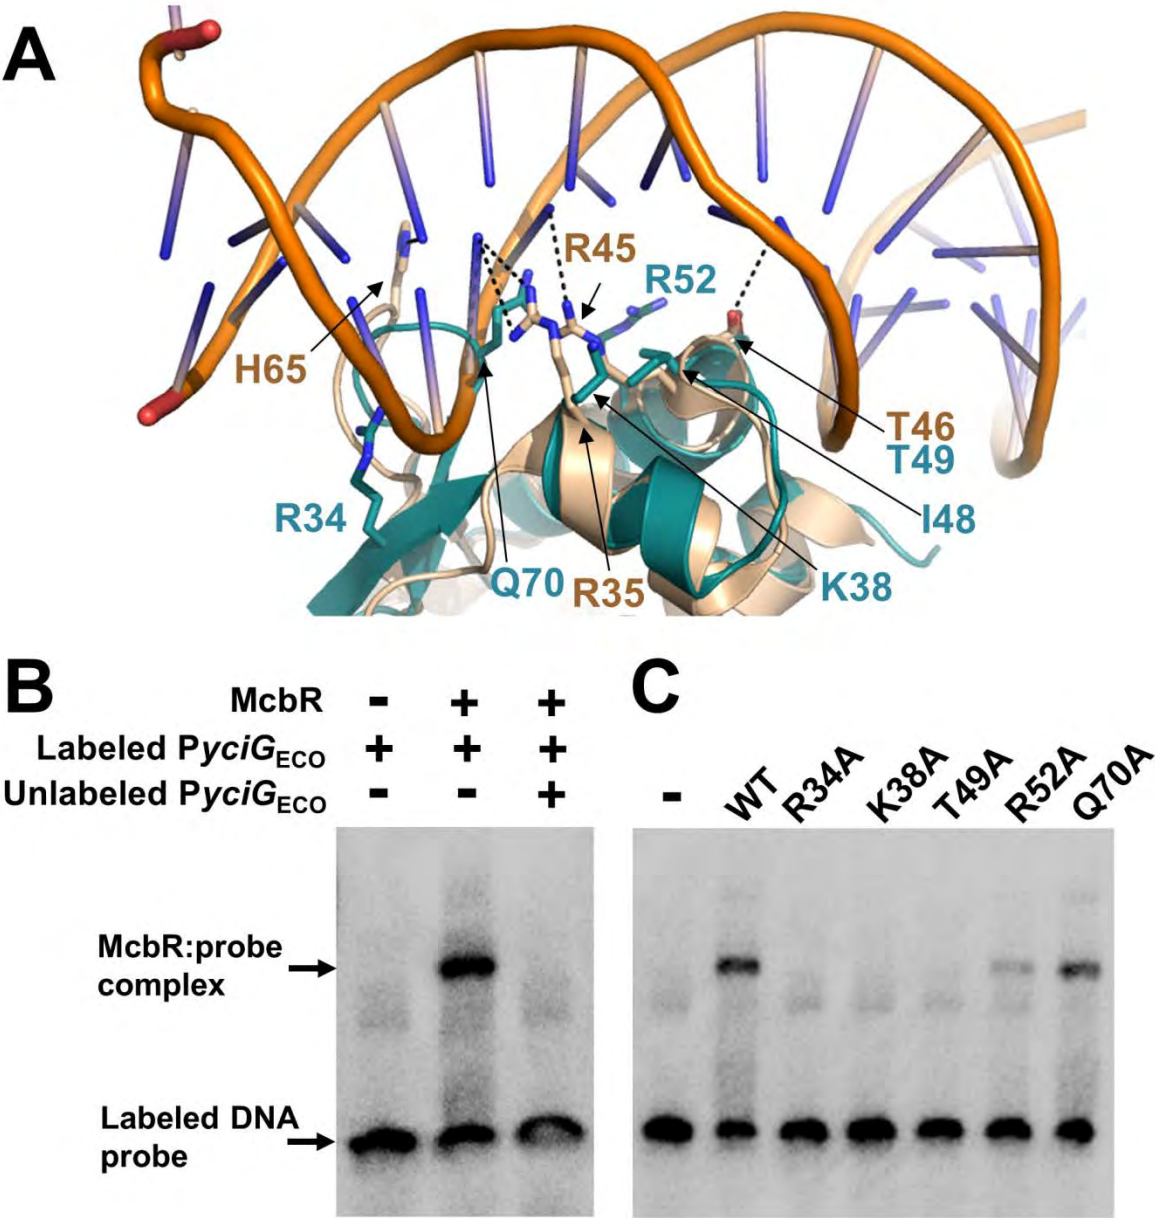 A
R45
R52
H65
T46
T49
R34
I48
Q70
R35
K38
B
McbR - + +
Labeled PyciGECO + + +
Unlabeled PyciGECO - - +
C
- WT R34A K38A T49A R52A Q70A
McbR:probe
complex
Labeled DNA
probe